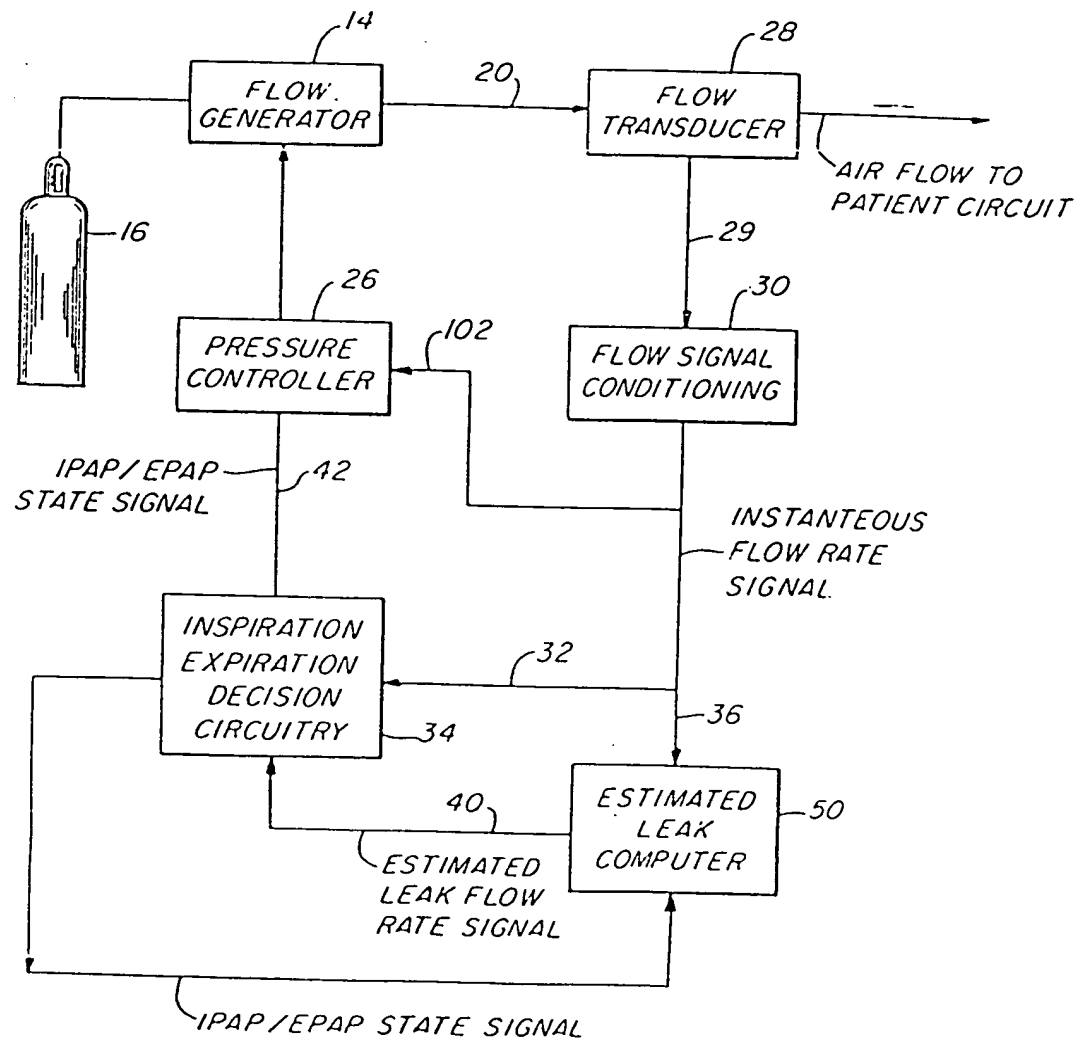 14
FLOW.
GENERATOR
20
28
FLOW
TRANSDUCER
AIR FLOW TO
PATIENT CIRCUIT
16
29
26
PRESSURE
CONTROLLER
102
30
FLOW SIGNAL
CONDITIONING
IPAP/EPAP
STATE SIGNAL
42
INSTANTEOUS
FLOW RATE
SIGNAL
INSPIRATION
EXPIRATION
DECISION
CIRCUITRY
34
32
36
40
ESTIMATED
LEAK
COMPUTER
50
ESTIMATED
LEAK FLOW
RATE SIGNAL
IPAP/EPAP STATE SIGNAL